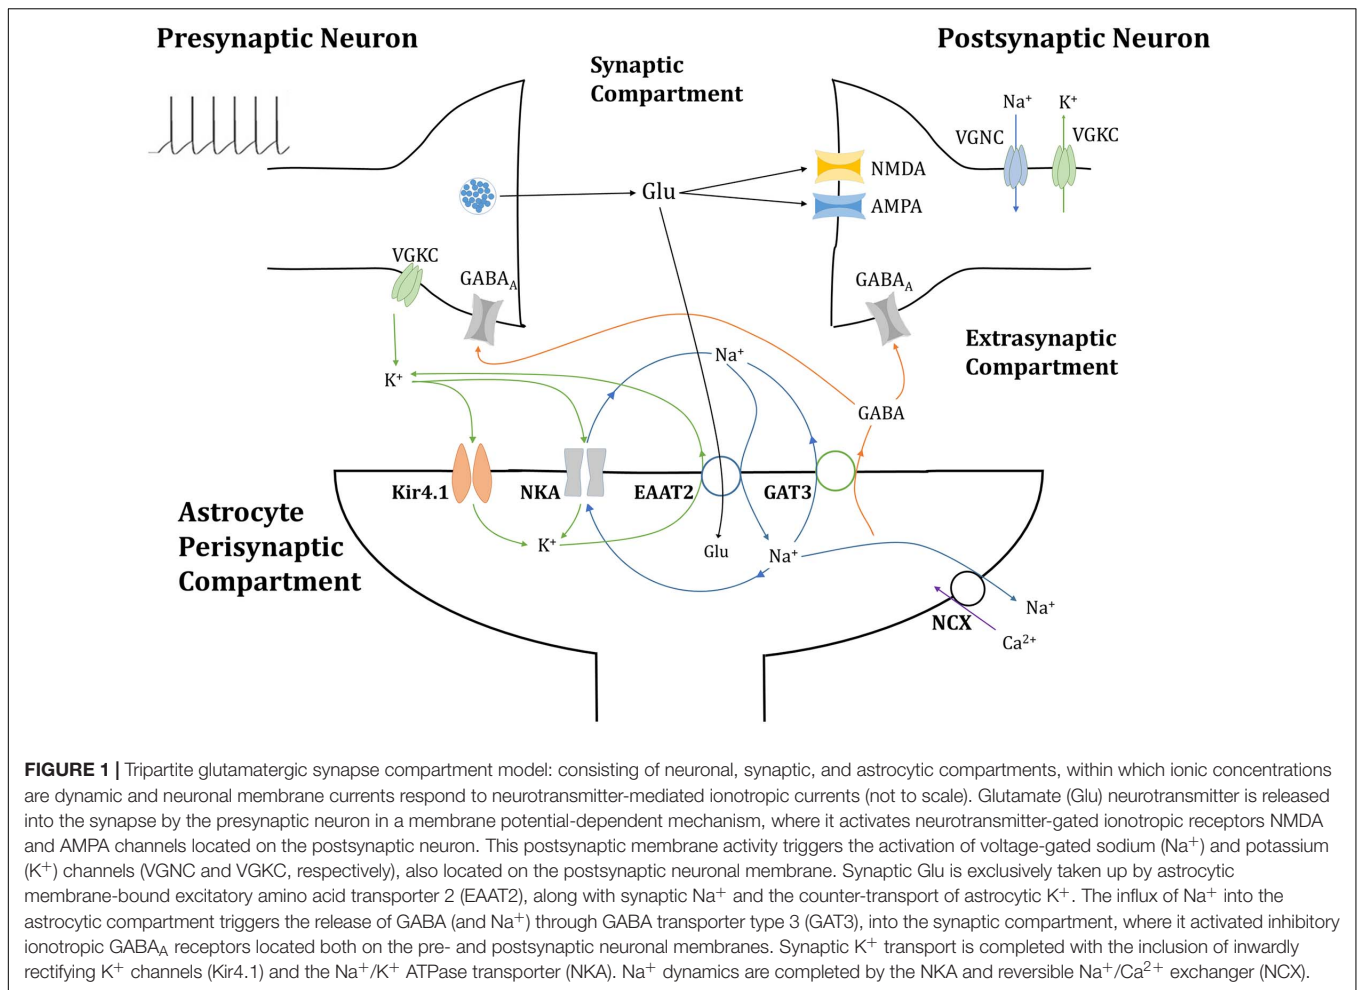 Presynaptic Neuron
Postsynaptic Neuron
Synaptic
Compartment
Na⁺
K⁺
VGNC
VGKC
NMDA
Glu
AMPA
VGKC
GABA_A
GABA_A
Extrasynaptic
Compartment
Na⁺
K⁺
GABA
Kir4.1
NKA
EAAT2
GAT3
Astrocyte
Perisynaptic
Compartment
K⁺
Glu
Na⁺
Na⁺
NCX
Ca²⁺
FIGURE 1 | Tripartite glutamatergic synapse compartment model: consisting of neuronal, synaptic, and astrocytic compartments, within which ionic concentrations
are dynamic and neuronal membrane currents respond to neurotransmitter-mediated ionotropic currents (not to scale). Glutamate (Glu) neurotransmitter is released
into the synapse by the presynaptic neuron in a membrane potential-dependent mechanism, where it activates neurotransmitter-gated ionotropic receptors NMDA
and AMPA channels located on the postsynaptic neuron. This postsynaptic membrane activity triggers the activation of voltage-gated sodium (Na⁺) and potassium
(K⁺) channels (VGNC and VGKC, respectively), also located on the postsynaptic neuronal membrane. Synaptic Glu is exclusively taken up by astrocytic
membrane-bound excitatory amino acid transporter 2 (EAAT2), along with synaptic Na⁺ and the counter-transport of astrocytic K⁺. The influx of Na⁺ into the
astrocytic compartment triggers the release of GABA (and Na⁺) through GABA transporter type 3 (GAT3), into the synaptic compartment, where it activated inhibitory
ionotropic GABA_A receptors located both on the pre- and postsynaptic neuronal membranes. Synaptic K⁺ transport is completed with the inclusion of inwardly
rectifying K⁺ channels (Kir4.1) and the Na⁺/K⁺ ATPase transporter (NKA). Na⁺ dynamics are completed by the NKA and reversible Na⁺/Ca²⁺ exchanger (NCX).